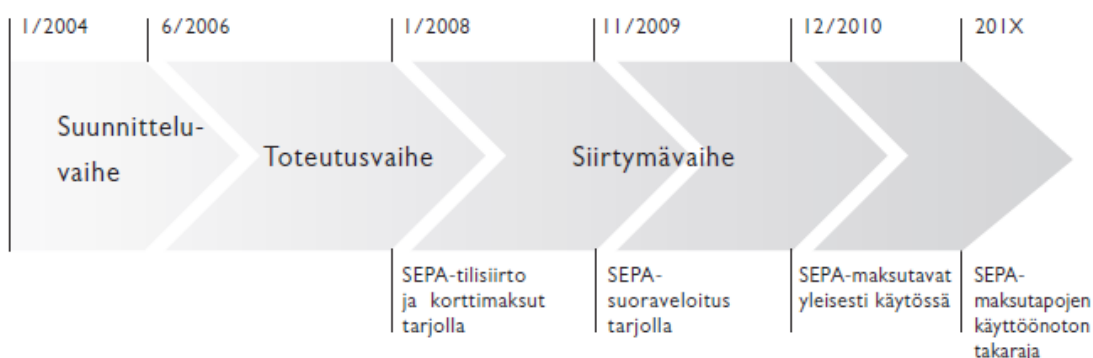 1/2004
6/2006
1/2008
11/2009
12/2010
201X
Suunnittelu-
vaihe
Toteutusvaihe
Siirtymävaihe
SEPA-tilisiirto
ja korttimaksut
tarjolla
SEPA-
suoraveloitus
tarjolla
SEPA-maksutavat
yleisesti käytössä
SEPA-
maksutapojen
käyttöönoton
takaraja